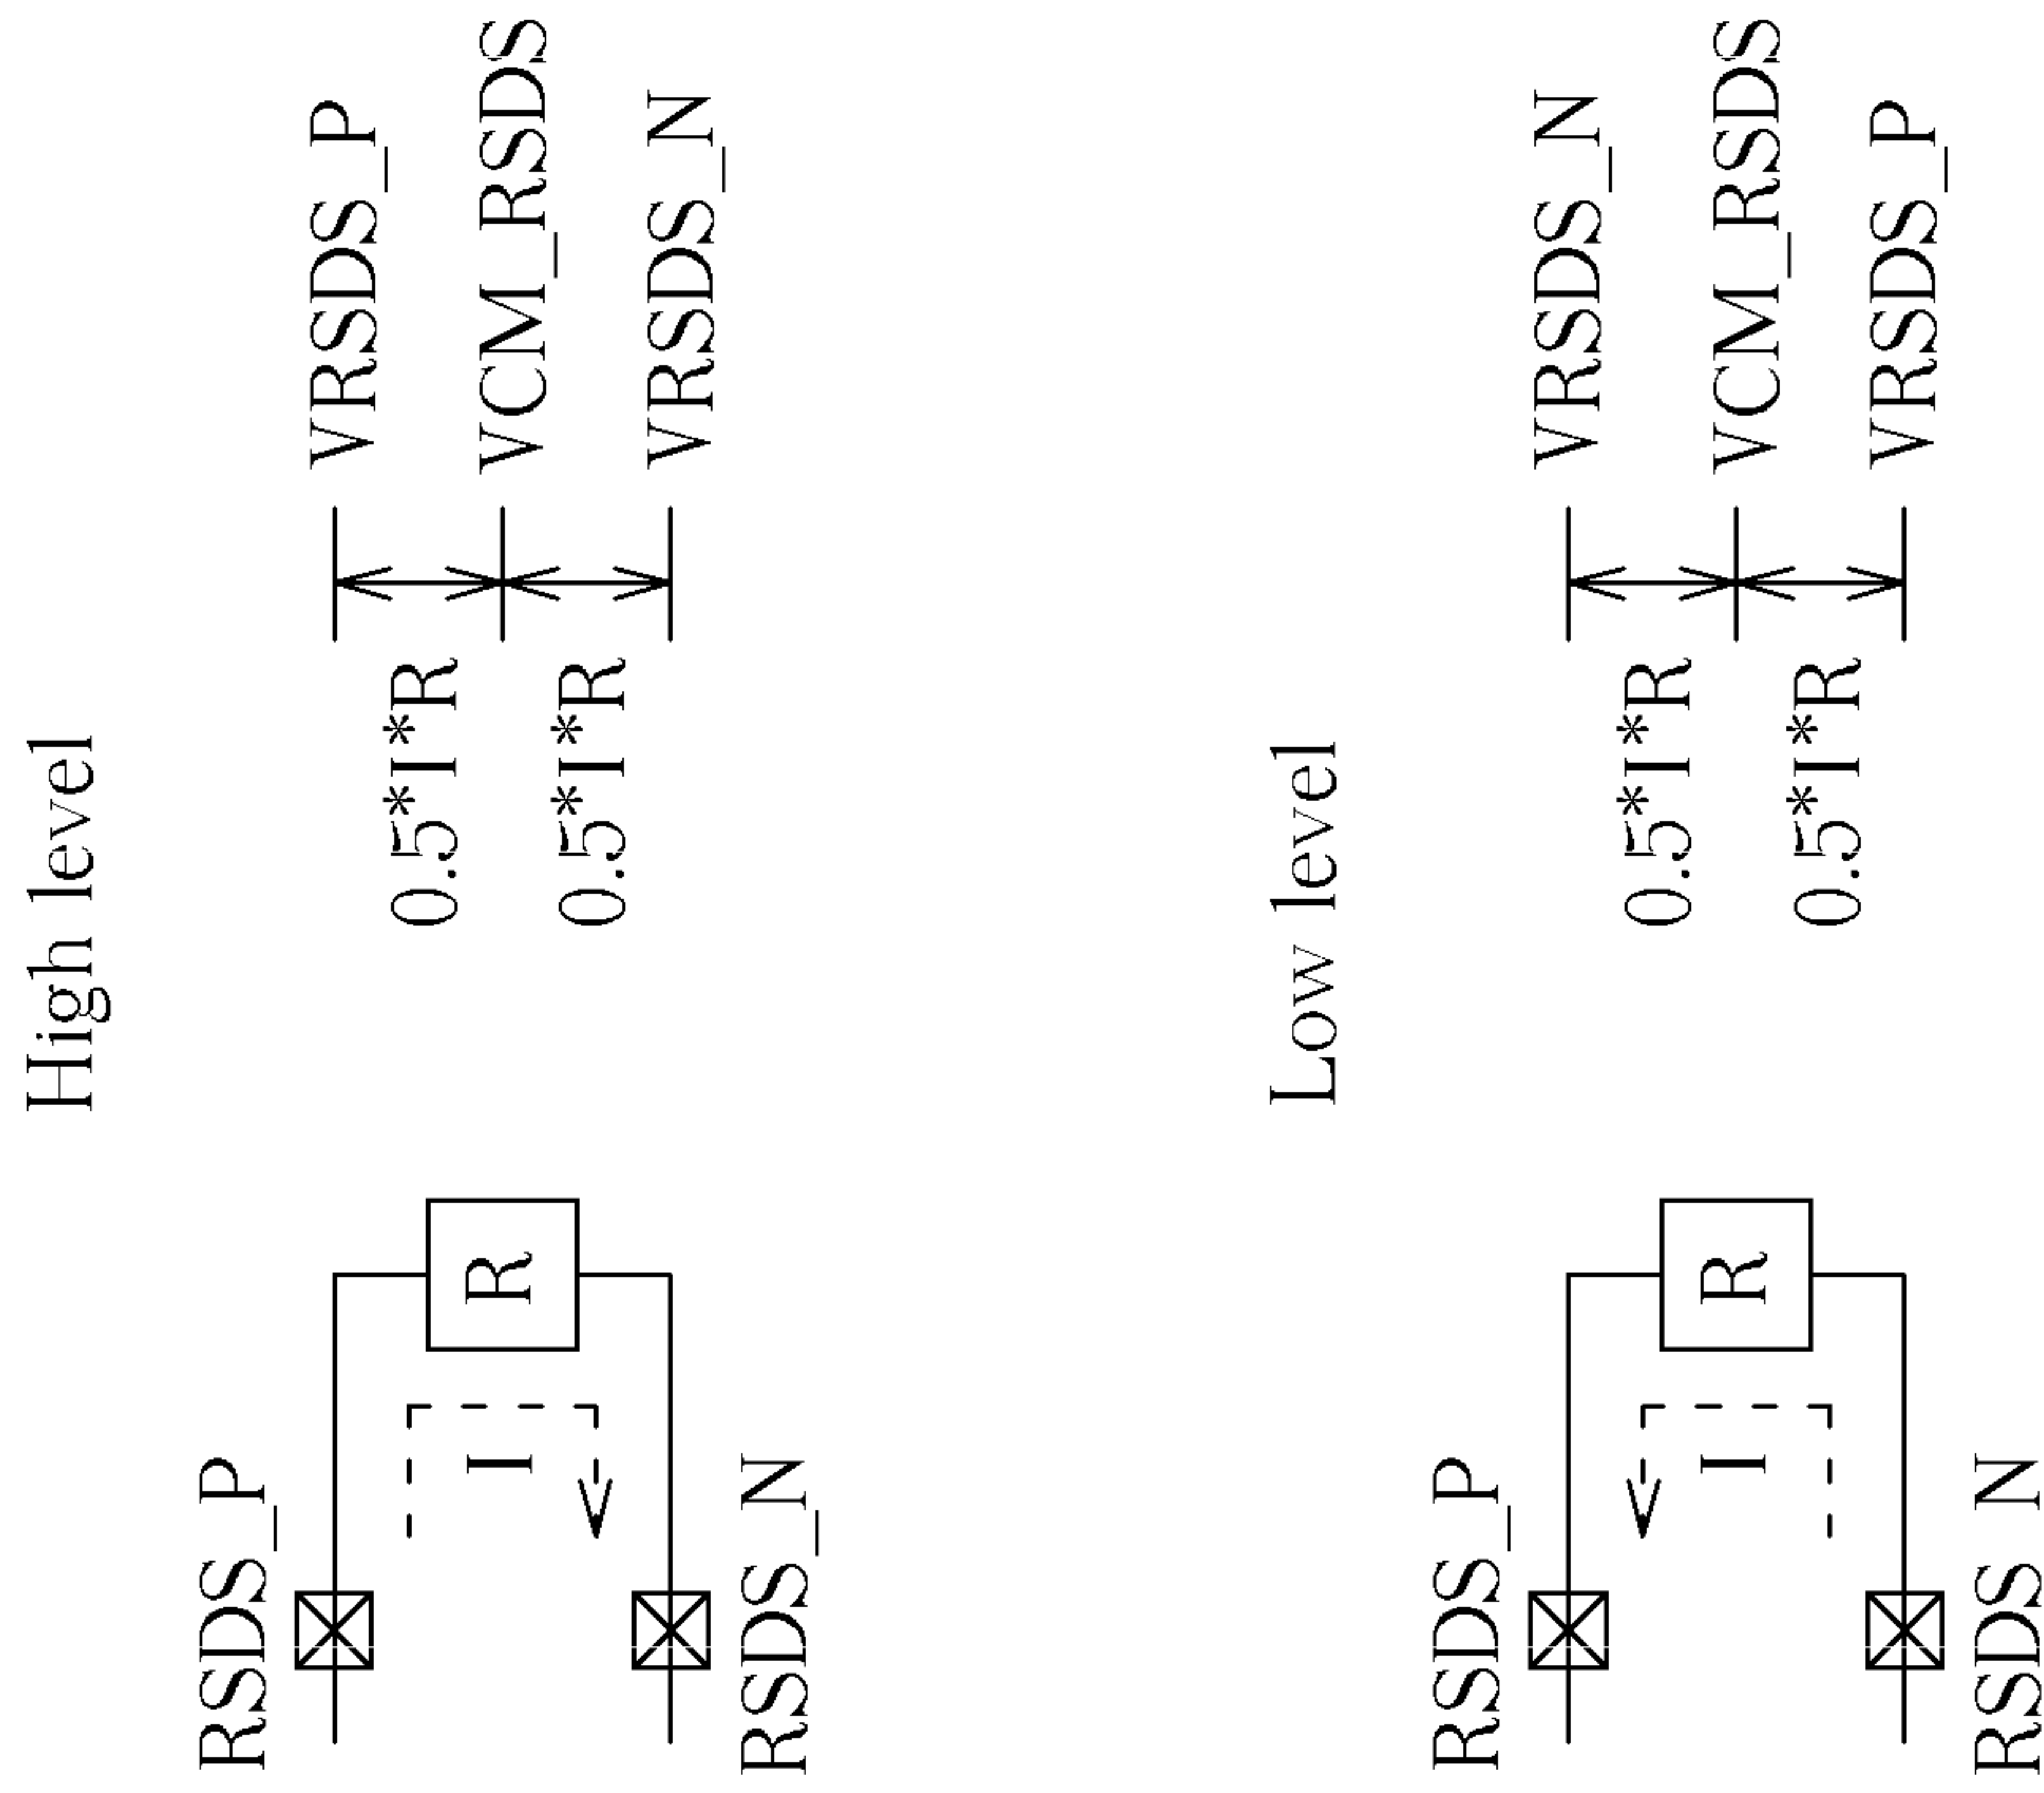 High level
RSDS_P
VRSDS_P
0.5*I*R
I
R
VCM_RSDS
0.5*I*R
VRSDS_N
RSDS_N
Low level
RSDS_P
VRSDS_N
0.5*I*R
I
R
VCM_RSDS
0.5*I*R
VRSDS_P
RSDS N